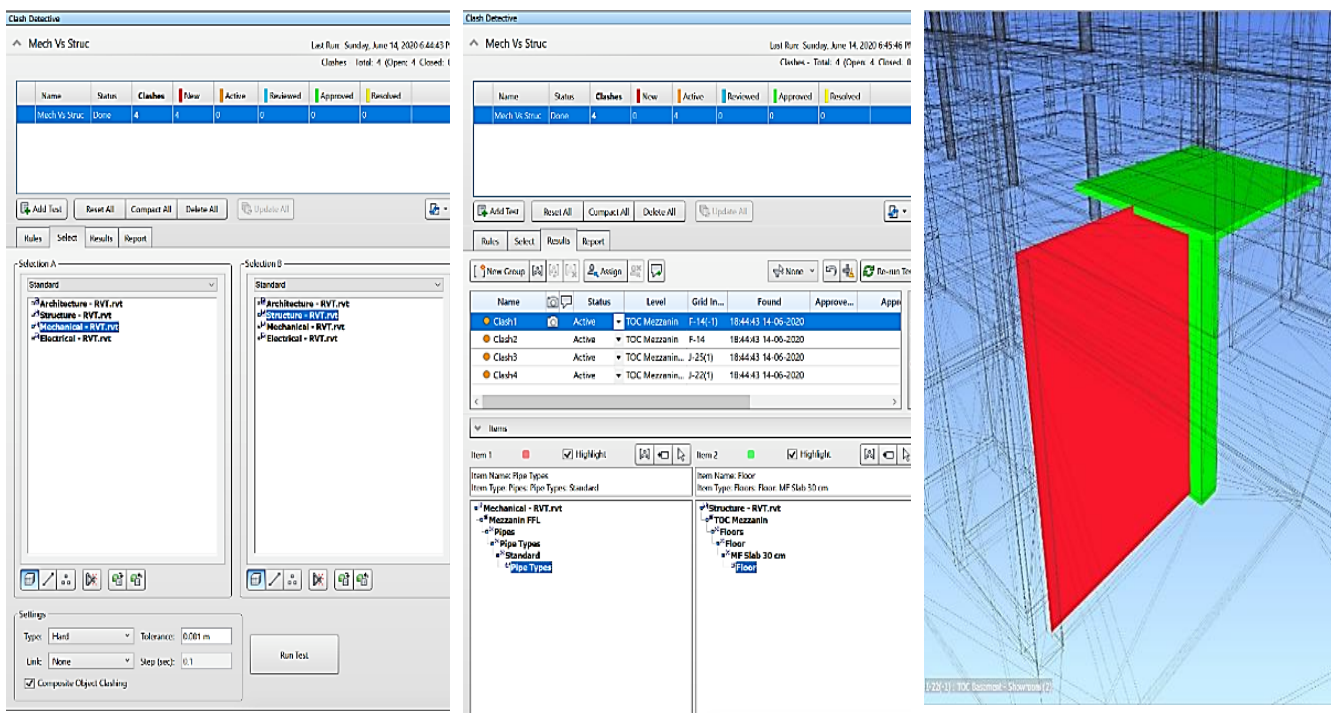 Clash Detective
Mech Vs Struc
Last Run: Sunday, June 14, 2020 6:44:43 P
Clashes - Total: 4 (Open: 4 Closed:
Name Status Clashes New Active Reviewed Approved Resolved
Mech Vs Struc Done 4 4 0 0 0 0
Add Test Reset All Compact All Delete All Update All
Rules Select Results Report
Selection A
Standard
Architecture - RVT.rvt
Structure - RVT.rvt
Mechanical - RVT.rvt
Electrical - RVT.rvt
Selection B
Standard
Architecture - RVT.rvt
Structure - RVT.rvt
Mechanical - RVT.rvt
Electrical - RVT.rvt
Settings
Type: Hard Tolerance: 0.001 m
Link: None Step (sec): 0.1
Composite Object Clashing
Run Test
Clash Detective
Mech Vs Struc
Last Run: Sunday, June 14, 2020 6:45:46 PM
Clashes - Total: 4 (Open: 4 Closed: 0
Name Status Clashes New Active Reviewed Approved Resolved
Mech Vs Struc Done 4 0 4 0 0 0
Add Test Reset All Compact All Delete All Update All
Rules Select Results Report
New Group Assign None Re-run Te
Name Status Level Grid In... Found Approve... Appr
Clash1 Active TOC Mezzanin F-14(-1) 18:44:43 14-06-2020
Clash2 Active TOC Mezzanin F-14 18:44:43 14-06-2020
Clash3 Active TOC Mezzanin... J-25(1) 18:44:43 14-06-2020
Clash4 Active TOC Mezzanin... J-22(1) 18:44:43 14-06-2020
Items
Item 1 Highlight
Item Name: Pipe Types
Item Type: Pipes: Pipe Types: Standard
Mechanical - RVT.rvt
Mezzanin FFL
Pipes
Pipe Types
Standard
Pipe Types
Item 2 Highlight
Item Name: Floor
Item Type: Floors: Floor: MF Slab 30 cm
Structure - RVT.rvt
TOC Mezzanin
Floors
Floor
MF Slab 30 cm
Floor
J-22(-1) : TOC Basement - Showroom (2)